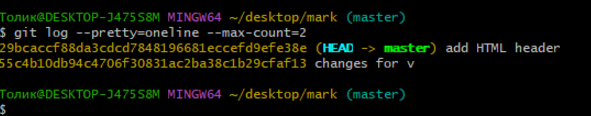 Толик@DESKTOP-J475S8M MINGW64 ~/desktop/mark (master)
$ git log --pretty=oneline --max-count=2
29bcaccf88da3cdcd7848196681eccefd9efe38e (HEAD -> master) add HTML header
55c4b10db94c4706f30831ac2ba38c1b29cfaf13 changes for v
Толик@DESKTOP-J475S8M MINGW64 ~/desktop/mark (master)
$